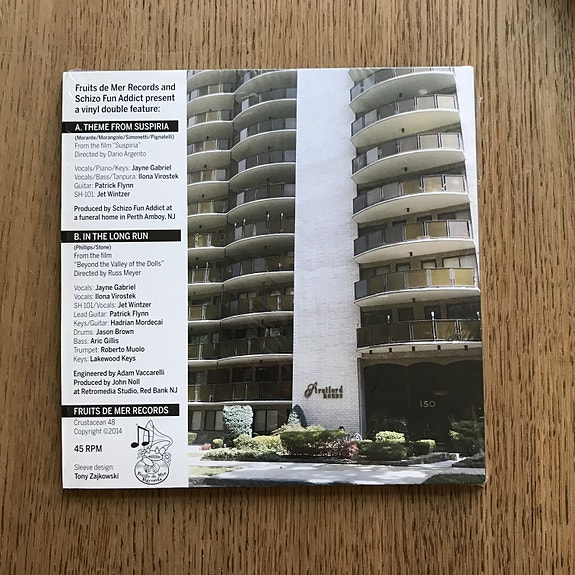 Fruits de Mer Records and
Schizo Fun Addict present
a vinyl double feature:
A. THEME FROM SUSPIRIA
(Morante/Morangolo/Simonetti/Pignatelli)
From the film "Suspiria"
Directed by Dario Argento
Vocals/Piano/Keys: Jayne Gabriel
Vocals/Bass/Tanpura: Ilona Virostek
Guitar: Patrick Flynn
SH-101: Jet Wintzer
Produced by Schizo Fun Addict at
a funeral home in Perth Amboy, NJ
B. IN THE LONG RUN
(Phillips/Stone)
From the film
"Beyond the Valley of the Dolls"
Directed by Russ Meyer
Vocals: Jayne Gabriel
Vocals: Ilona Virostek
SH 101/Vocals: Jet Wintzer
Lead Guitar: Patrick Flynn
Keys/Guitar: Hadrian Mordecai
Drums: Jason Brown
Bass: Aric Gillis
Trumpet: Roberto Muolo
Keys: Lakewood Keys
Engineered by Adam Vaccarelli
Produced by John Noll
at Retromedia Studio, Red Bank NJ
FRUITS DE MER RECORDS
Crustacean 48
Copyright ©2014
45 RPM
Fruits de Mer
Records
Sleeve design:
Tony Zajkowski
Stratford
HOUSE
150